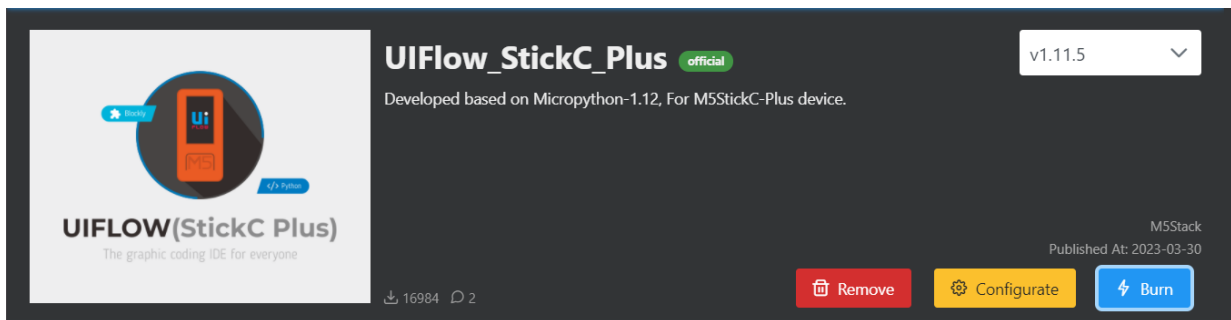 UIFlow_StickC_Plus official
v1.11.5
Developed based on Micropython-1.12, For M5StickC-Plus device.
Blockly
Ui
FLOW
M5
</> Python
UIFLOW(StickC Plus)
The graphic coding IDE for everyone
M5Stack
Published At: 2023-03-30
16984 2
Remove
Configurate
Burn